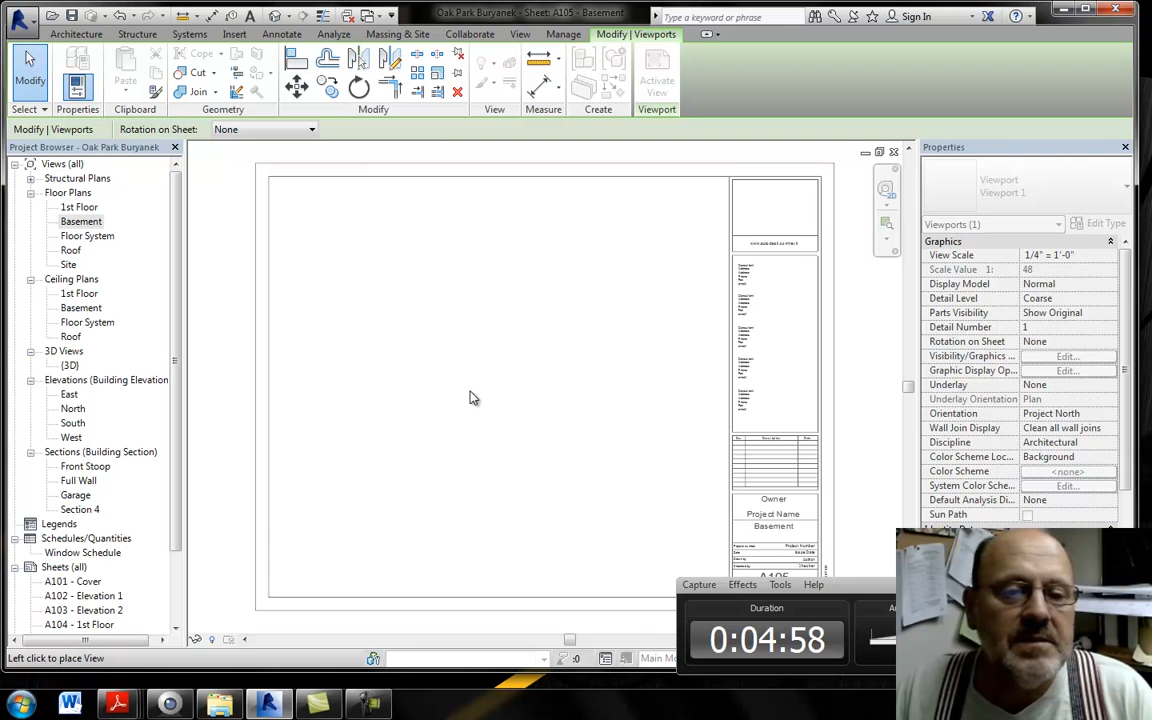 Oak Park Buryanek - Sheet: A105 - Basement
Type a keyword or phrase
Sign In
Architecture Structure Systems Insert Annotate Analyze Massing & Site Collaborate View Manage Modify | Viewports
Modify Paste Cope Cut Join Activate View
Select Properties Clipboard Geometry Modify View Measure Create Viewport
Modify | Viewports Rotation on Sheet: None
Project Browser - Oak Park Buryanek
Views (all)
Structural Plans
Floor Plans
1st Floor
Basement
Floor System
Roof
Site
Ceiling Plans
1st Floor
Basement
Floor System
Roof
3D Views
{3D}
Elevations (Building Elevation
East
North
South
West
Sections (Building Section)
Front Stoop
Full Wall
Garage
Section 4
Legends
Schedules/Quantities
Window Schedule
Sheets (all)
A101 - Cover
A102 - Elevation 1
A103 - Elevation 2
A104 - 1st Floor
Owner
Project Name
Basement
A105
2D
Properties
Viewport
Viewport 1
Viewports (1) Edit Type
Graphics
View Scale 1/4" = 1'-0"
Scale Value 1: 48
Display Model Normal
Detail Level Coarse
Parts Visibility Show Original
Detail Number 1
Rotation on Sheet None
Visibility/Graphics ... Edit...
Graphic Display Op... Edit...
Underlay None
Underlay Orientation Plan
Orientation Project North
Wall Join Display Clean all wall joins
Discipline Architectural
Color Scheme Loc... Background
Color Scheme <none>
System Color Sche... Edit...
Default Analysis Di... None
Sun Path
Capture Effects Tools Help
Duration
0:04:58
Left click to place View
:0
Main Mo